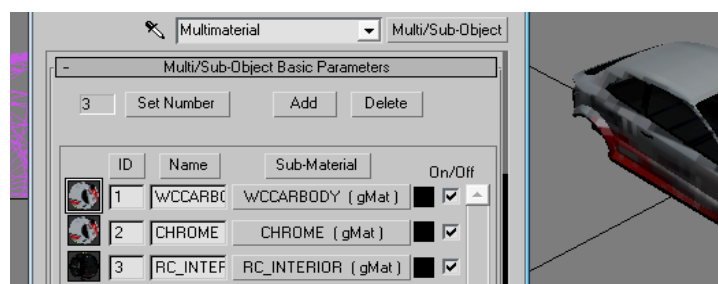 Multimaterial Multi/Sub-Object
- Multi/Sub-Object Basic Parameters
3 Set Number Add Delete
ID Name Sub-Material On/Off
1 WCCARBO WCCARBODY ( gMat )
2 CHROME CHROME ( gMat )
3 RC_INTEF RC_INTERIOR ( gMat )